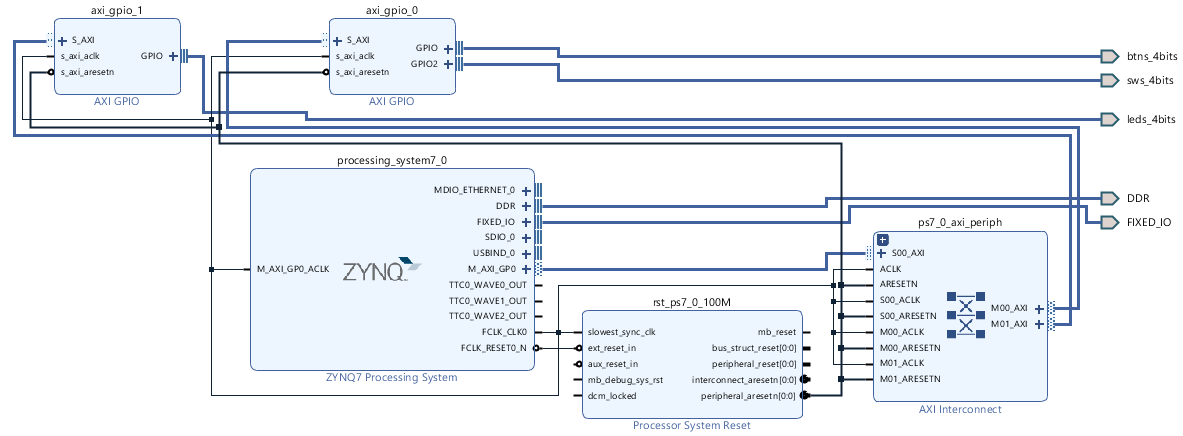 axi_gpio_1
S_AXI
s_axi_aclk
s_axi_aresetn
GPIO
AXI GPIO
axi_gpio_0
S_AXI
s_axi_aclk
s_axi_aresetn
GPIO
GPIO2
AXI GPIO
btns_4bits
sws_4bits
leds_4bits
DDR
FIXED_IO
processing_system7_0
M_AXI_GP0_ACLK
ZYNQ
MDIO_ETHERNET_0
DDR
FIXED_IO
SDIO_0
USBIND_0
M_AXI_GP0
TTC0_WAVE0_OUT
TTC0_WAVE1_OUT
TTC0_WAVE2_OUT
FCLK_CLK0
FCLK_RESET0_N
ZYNQ7 Processing System
rst_ps7_0_100M
slowest_sync_clk
ext_reset_in
aux_reset_in
mb_debug_sys_rst
dcm_locked
mb_reset
bus_struct_reset[0:0]
peripheral_reset[0:0]
interconnect_aresetn[0:0]
peripheral_aresetn[0:0]
Processor System Reset
ps7_0_axi_periph
S00_AXI
ACLK
ARESETN
S00_ACLK
S00_ARESETN
M00_ACLK
M00_ARESETN
M01_ACLK
M01_ARESETN
M00_AXI
M01_AXI
AXI Interconnect